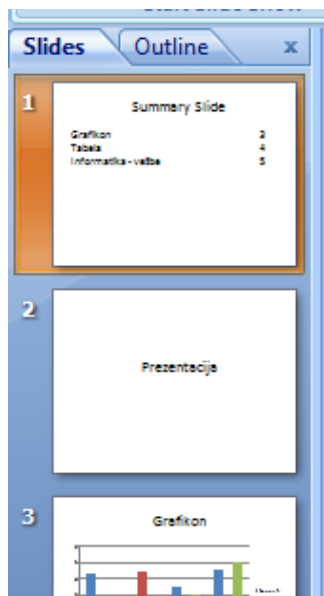 Slides Outline x
1
Summary Slide
Grafikon 3
Tabela 4
Informatika - vežbe 5
2
Prezentacija
3
Grafikon